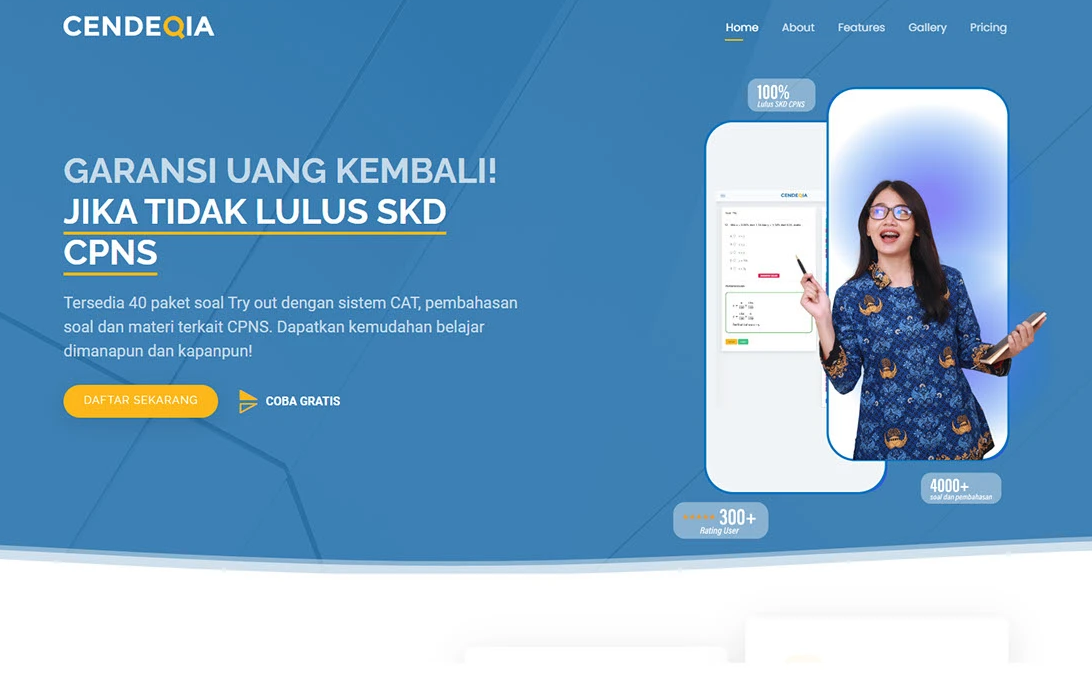 CENDEQIA
Home About Features Gallery Pricing
100%
Lulus SKD CPNS
GARANSI UANG KEMBALI!
JIKA TIDAK LULUS SKD
CPNS
Tersedia 40 paket soal Try out dengan sistem CAT, pembahasan
soal dan materi terkait CPNS. Dapatkan kemudahan belajar
dimanapun dan kapanpun!
DAFTAR SEKARANG
COBA GRATIS
CENDEQIA
4000+
soal dan pembahasan
300+
Rating User